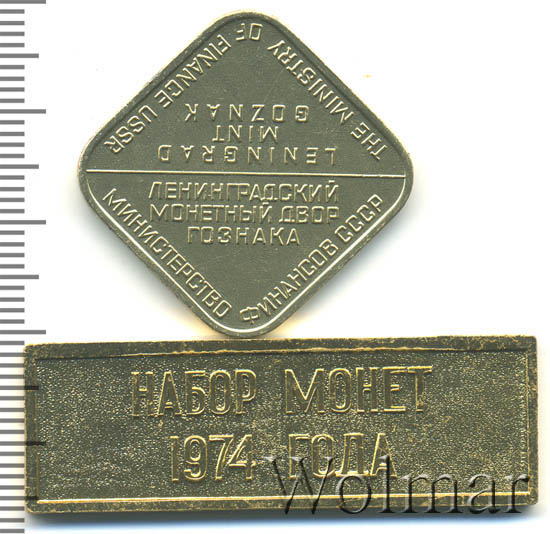 THE MINISTRY OF FINANCE USSR
LENINGRAD
MINT
GOZNAK
ЛЕНИНГРАДСКИЙ
МОНЕТНЫЙ ДВОР
ГОЗНАКА
МИНИСТЕРСТВО ФИНАНСОВ СССР
НАБОР МОНЕТ
1974 ГОДА
Wolmar